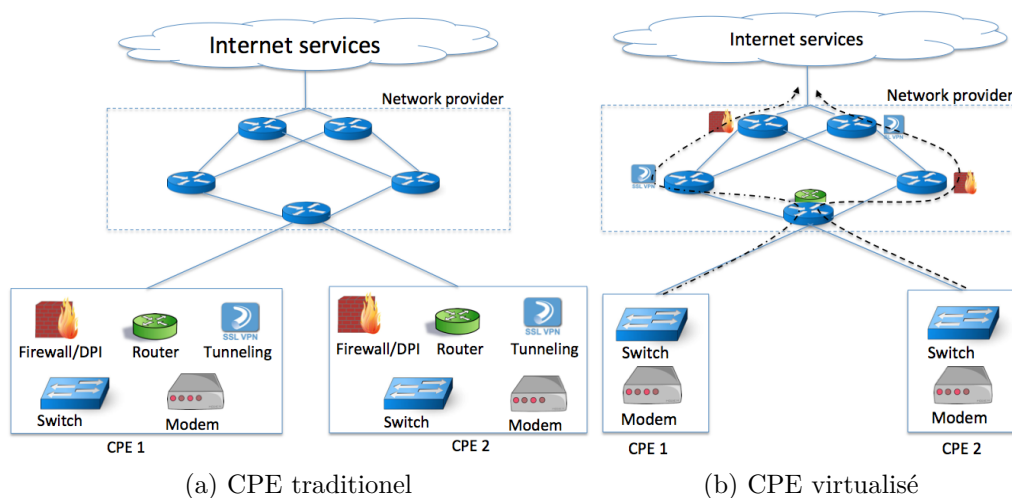 Internet services
Network provider
Firewall/DPI
Router
SSL VPN
Tunneling
Switch
Modem
CPE 1
Firewall/DPI
Router
SSL VPN
Tunneling
Switch
Modem
CPE 2
(a) CPE traditionel
Internet services
Network provider
SSL VPN
SSL VPN
Switch
Modem
CPE 1
Switch
Modem
CPE 2
(b) CPE virtualisé